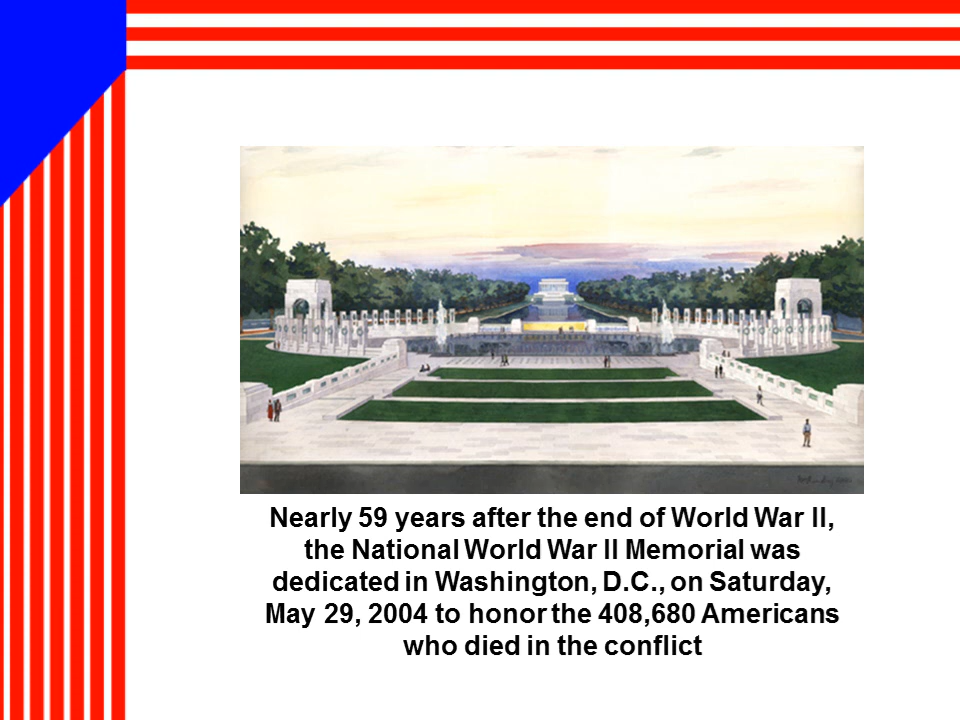 Nearly 59 years after the end of World War II,
the National World War II Memorial was
dedicated in Washington, D.C., on Saturday,
May 29, 2004 to honor the 408,680 Americans
who died in the conflict